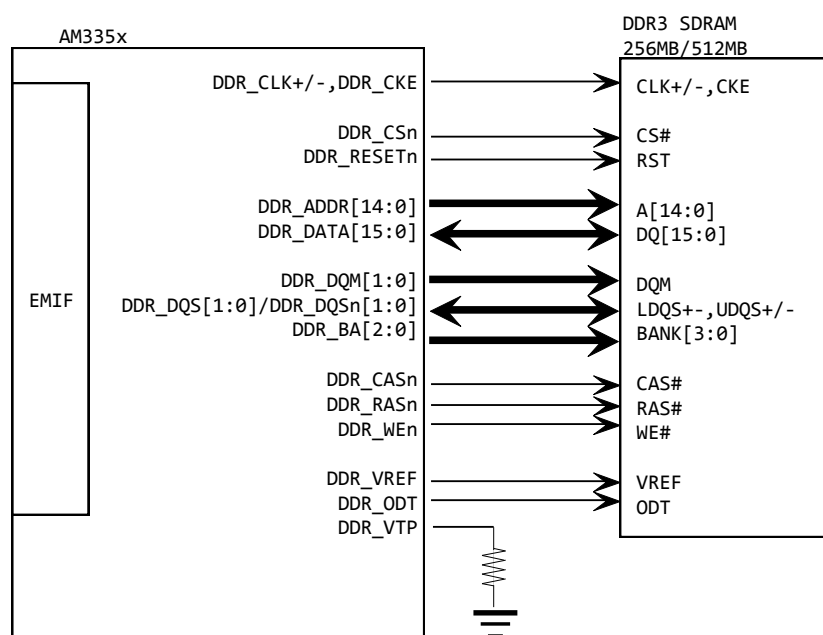 DDR3 SDRAM
AM335x
256MB/512MB
DDR_CLK+/-,DDR_CKE
CLK+/-,CKE
DDR_CSn
CS#
DDR_RESETn
RST
DDR_ADDR[14:0]
A[14:0]
DDR_DATA[15:0]
DQ[15:0]
DDR_DQM[1:0]
DQM
EMIF
DDR_DQS[1:0]/DDR_DQSn[1:0]
LDQS+-,UDQS+/-
DDR_BA[2:0]
BANK[3:0]
DDR_CASn
CAS#
DDR_RASn
RAS#
DDR_WEn
WE#
DDR_VREF
VREF
DDR_ODT
ODT
DDR_VTP